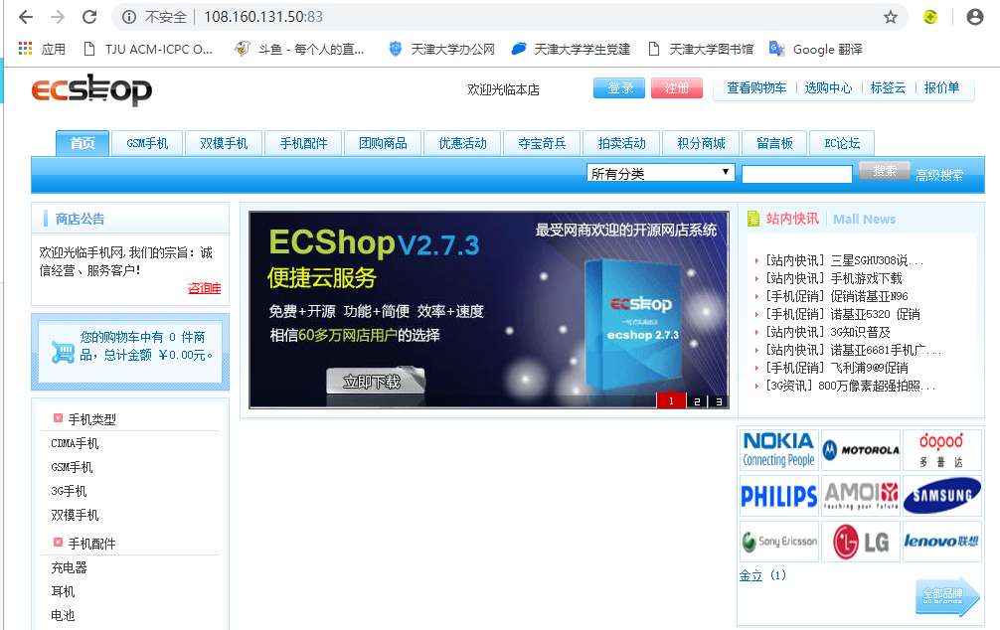 不安全 | 108.160.131.50:83
应用 TJU ACM-ICPC O... 斗鱼 - 每个人的直... 天津大学办公网 天津大学学生党建 天津大学图书馆 Google 翻译
ECSHOP
欢迎光临本店
登录 注册
查看购物车 | 选购中心 | 标签云 | 报价单
首页 GSM手机 双模手机 手机配件 团购商品 优惠活动 夺宝奇兵 拍卖活动 积分商城 留言板 EC论坛
所有分类 搜索 高级搜索
商店公告
欢迎光临手机网,我们的宗旨：诚
信经营、服务客户！
咨询电
您的购物车中有 0 件商
品，总计金额 ￥0.00元。
手机类型
CDMA手机
GSM手机
3G手机
双模手机
手机配件
充电器
耳机
电池
最受网商欢迎的开源网店系统
ECShop V2.7.3
便捷云服务
免费+开源 功能+简便 效率+速度
相信60多万网店用户的选择
立即下载
ecshop
ecshop 2.7.3
1 2 3
站内快讯 Mall News
[站内快讯] 三星SGHU308说...
[站内快讯] 手机游戏下载
[手机促销] 促销诺基亚N96
[手机促销] 诺基亚5320 促销
[站内快讯] 3G知识普及
[站内快讯] 诺基亚6681手机广...
[手机促销] 飞利浦9@9促销
[3G资讯] 800万像素超强拍照...
NOKIA
Connecting People
MOTOROLA
dopod
多普达
PHILIPS
AMOI
touching your future
SAMSUNG
Sony Ericsson
LG
lenovo联想
金立 (1)
全部品牌
all brands